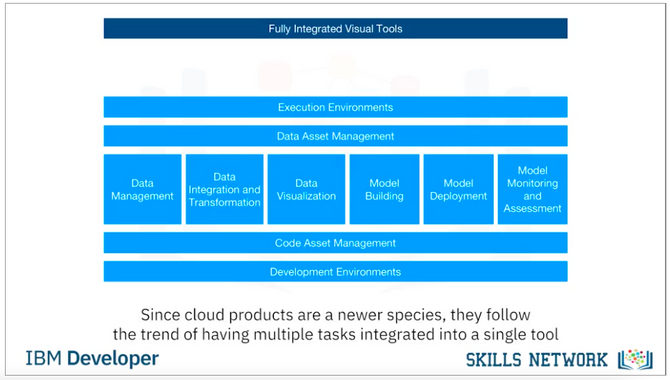 Fully Integrated Visual Tools
Execution Environments
Data Asset Management
Data
Management
Data
Integration and
Transformation
Data
Visualization
Model
Building
Model
Deployment
Model
Monitoring
and
Assessment
Code Asset Management
Development Environments
Since cloud products are a newer species, they follow
the trend of having multiple tasks integrated into a single tool
IBM Developer
SKILLS NETWORK